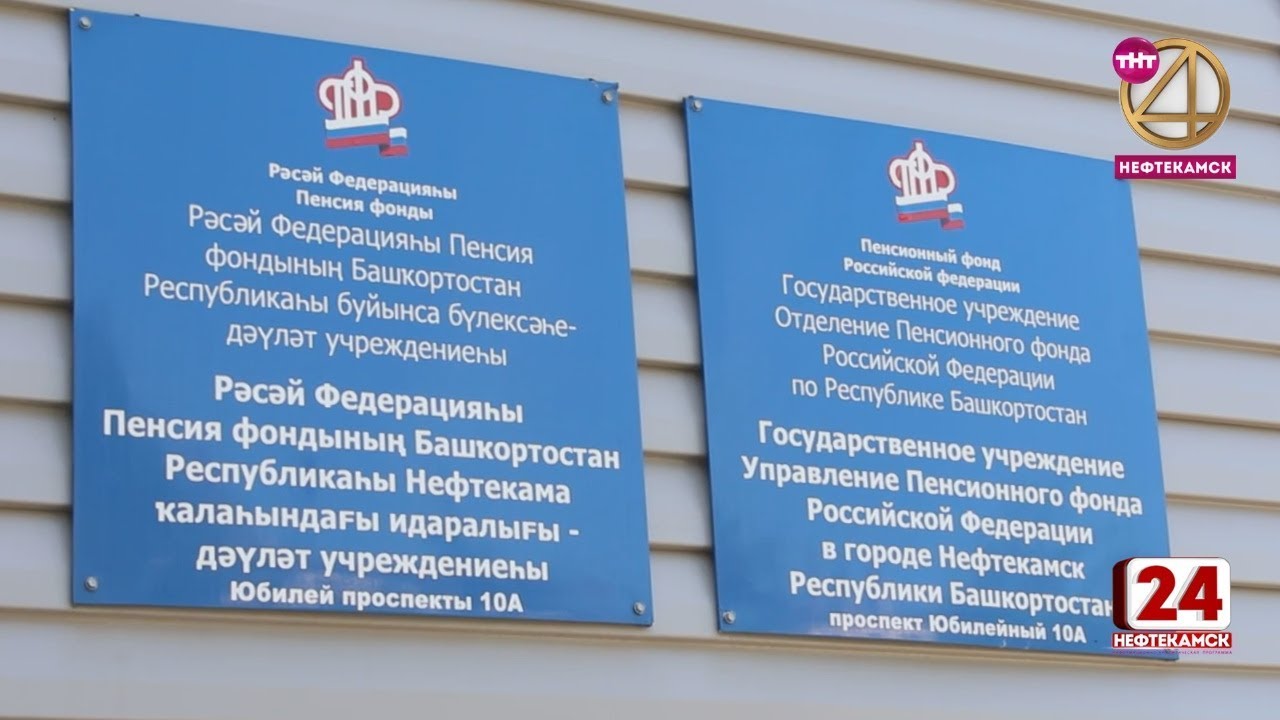 Рәсәй Федерацияһы
Пенсия фонды
Рәсәй Федерацияһы Пенсия
фондының Башкортостан
Республикаһы буйынса бүлексәһе-
дәүләт учреждениеһы
Рәсәй Федерацияһы
Пенсия фондының Башкортостан
Республикаһы Нефтекама
ҡалаһындағы идаралығы -
дәүләт учреждениеһы
Юбилей проспекты 10А
Пенсионный фонд
Российской федерации
Государственное учреждение
Отделение Пенсионного фонда
Российской Федерации
по Республике Башкортостан
Государственное учреждение
Управление Пенсионного фонда
Российской Федерации
в городе Нефтекамск
Республики Башкортостан
проспект Юбилейный 10А
ТНТ
4
НЕФТЕКАМСК
24
НЕФТЕКАМСК